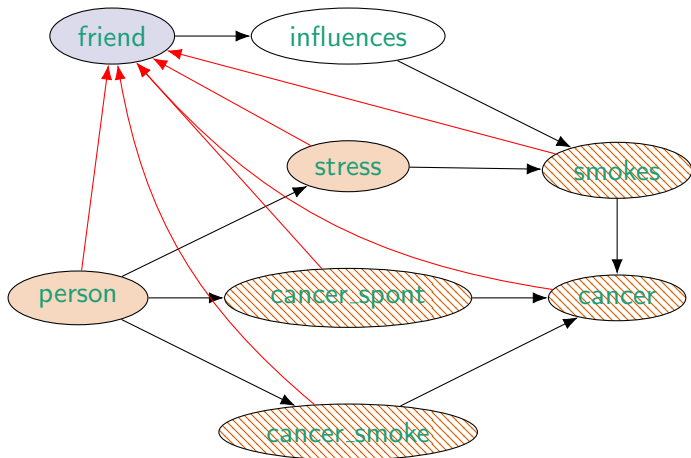 friend
influences
stress
smokes
person
cancer_spont
cancer
cancer_smoke